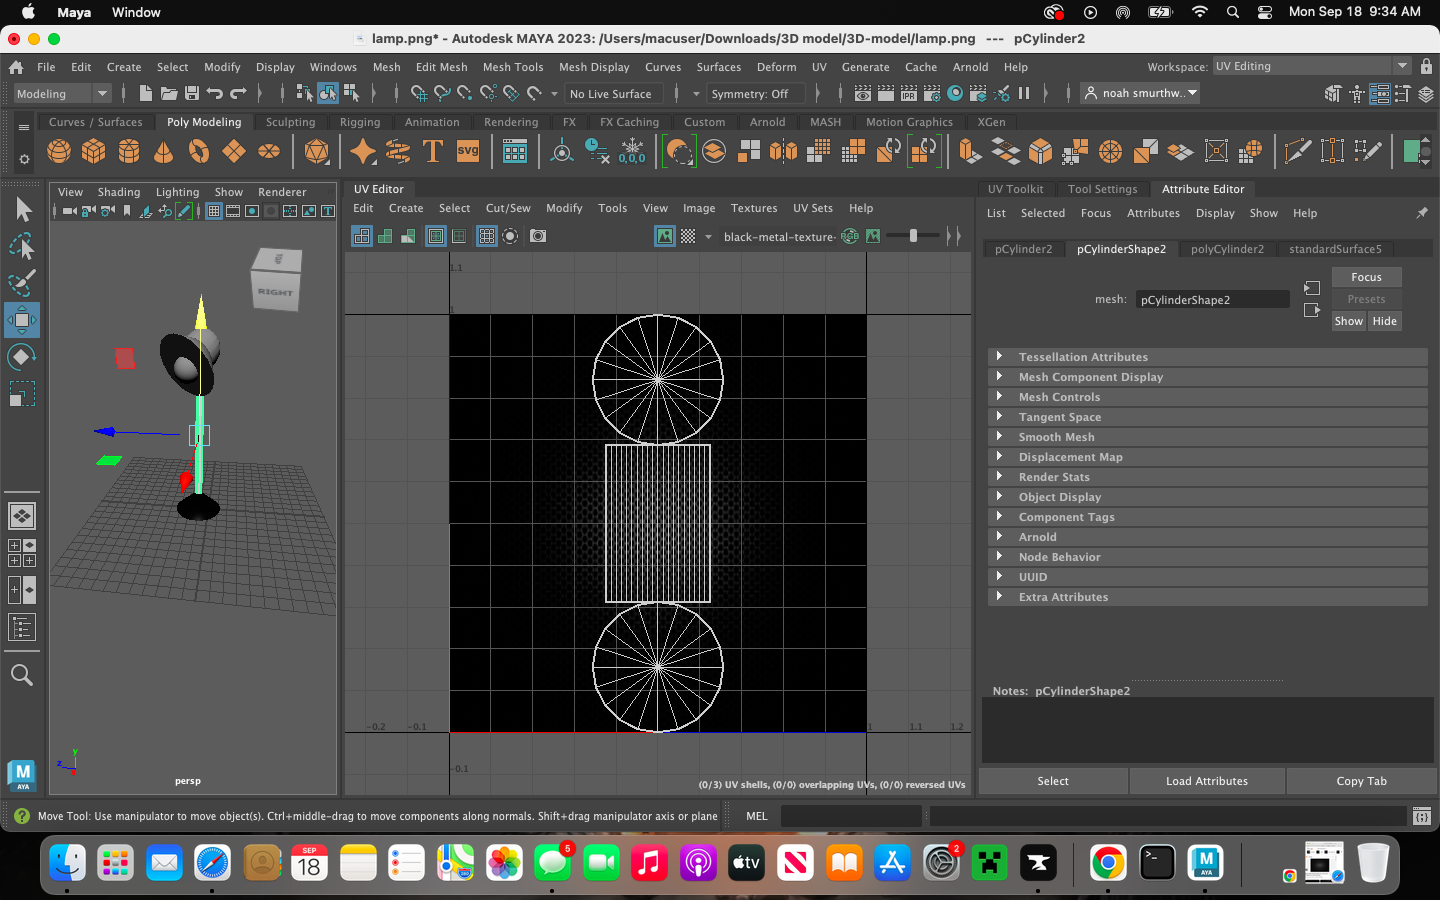 Maya Window Mon Sep 18 9:34 AM
lamp.png* - Autodesk MAYA 2023: /Users/macuser/Downloads/3D model/3D-model/lamp.png --- pCylinder2
File Edit Create Select Modify Display Windows Mesh Edit Mesh Mesh Tools Mesh Display Curves Surfaces Deform UV Generate Cache Arnold Help Workspace: UV Editing
Modeling No Live Surface Symmetry: Off noah smurthw..
Curves / Surfaces Poly Modeling Sculpting Rigging Animation Rendering FX FX Caching Custom Arnold MASH Motion Graphics XGen
T SVG 0,0,0
View Shading Lighting Show Renderer
UV Editor
Edit Create Select Cut/Sew Modify Tools View Image Textures UV Sets Help
black-metal-texture-
RGB
RIGHT
1.1
1
-0.2 -0.1 1 1.1 1.2
-0.1
(0/3) UV shells, (0/0) overlapping UVs, (0/0) reversed UVs
y
z
persp
UV Toolkit Tool Settings Attribute Editor
List Selected Focus Attributes Display Show Help
pCylinder2 pCylinderShape2 polyCylinder2 standardSurface5
mesh: pCylinderShape2
Focus
Presets
Show Hide
Tessellation Attributes
Mesh Component Display
Mesh Controls
Tangent Space
Smooth Mesh
Displacement Map
Render Stats
Object Display
Component Tags
Arnold
Node Behavior
UUID
Extra Attributes
Notes: pCylinderShape2
Select Load Attributes Copy Tab
M
AYA
Move Tool: Use manipulator to move object(s). Ctrl+middle-drag to move components along normals. Shift+drag manipulator axis or plane
MEL
SEP
18
5
tv
2
M
AYA